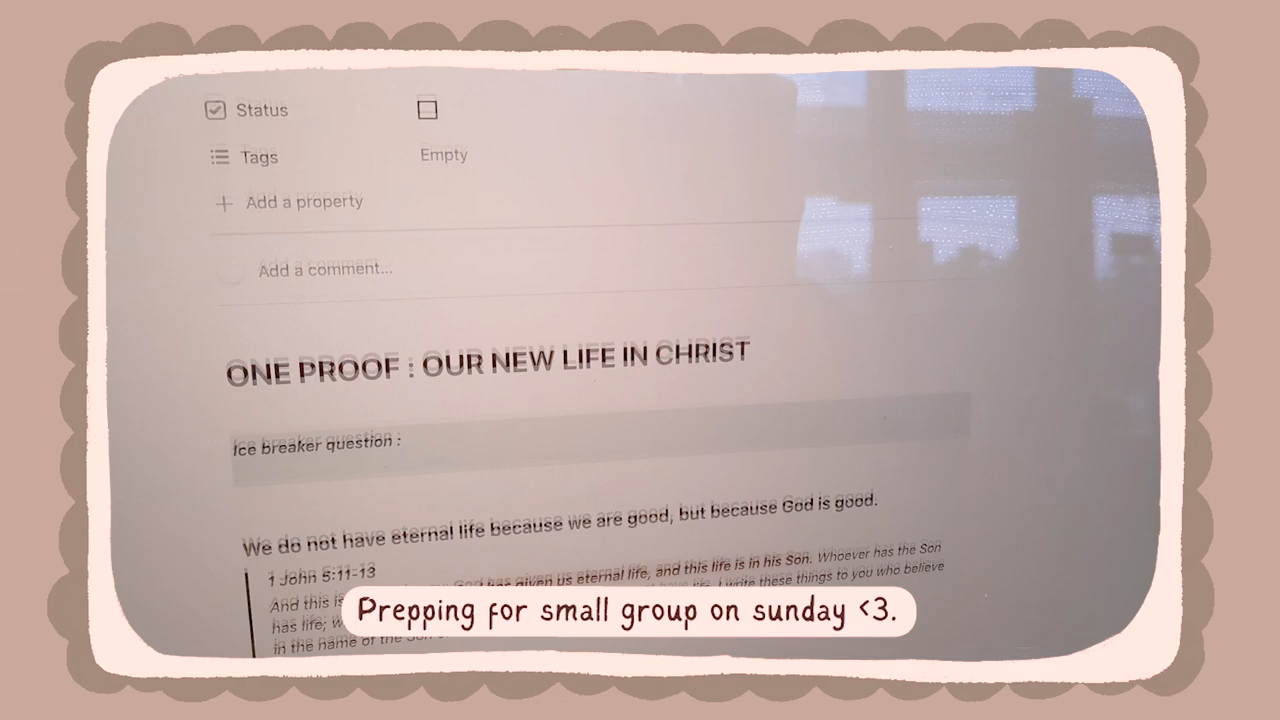 Status
Tags Empty
Add a property
Add a comment...
ONE PROOF : OUR NEW LIFE IN CHRIST
Ice breaker question :
We do not have eternal life because we are good, but because God is good.
1 John 5:11-13
And this is God has given us eternal life, and this life is in his Son. Whoever has the Son
has life; I write these things to you who believe
in the name of the Son
Prepping for small group on sunday <3.